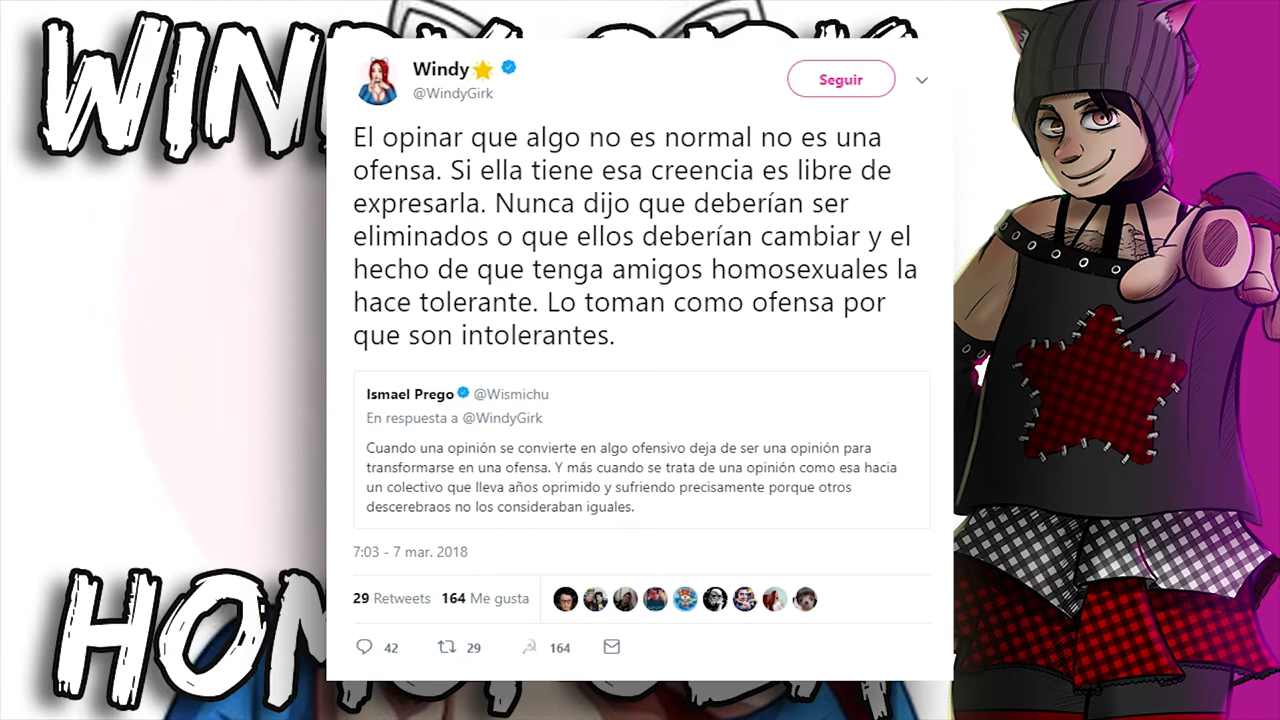 WIN
Windy
@WindyGirk
Seguir
El opinar que algo no es normal no es una
ofensa. Si ella tiene esa creencia es libre de
expresarla. Nunca dijo que deberían ser
eliminados o que ellos deberían cambiar y el
hecho de que tenga amigos homosexuales la
hace tolerante. Lo toman como ofensa por
que son intolerantes.
Ismael Prego @Wismichu
En respuesta a @WindyGirk
Cuando una opinión se convierte en algo ofensivo deja de ser una opinión para
transformarse en una ofensa. Y más cuando se trata de una opinión como esa hacia
un colectivo que lleva años oprimido y sufriendo precisamente porque otros
descerebraos no los consideraban iguales.
7:03 - 7 mar. 2018
29 Retweets 164 Me gusta
42 29 164
HO